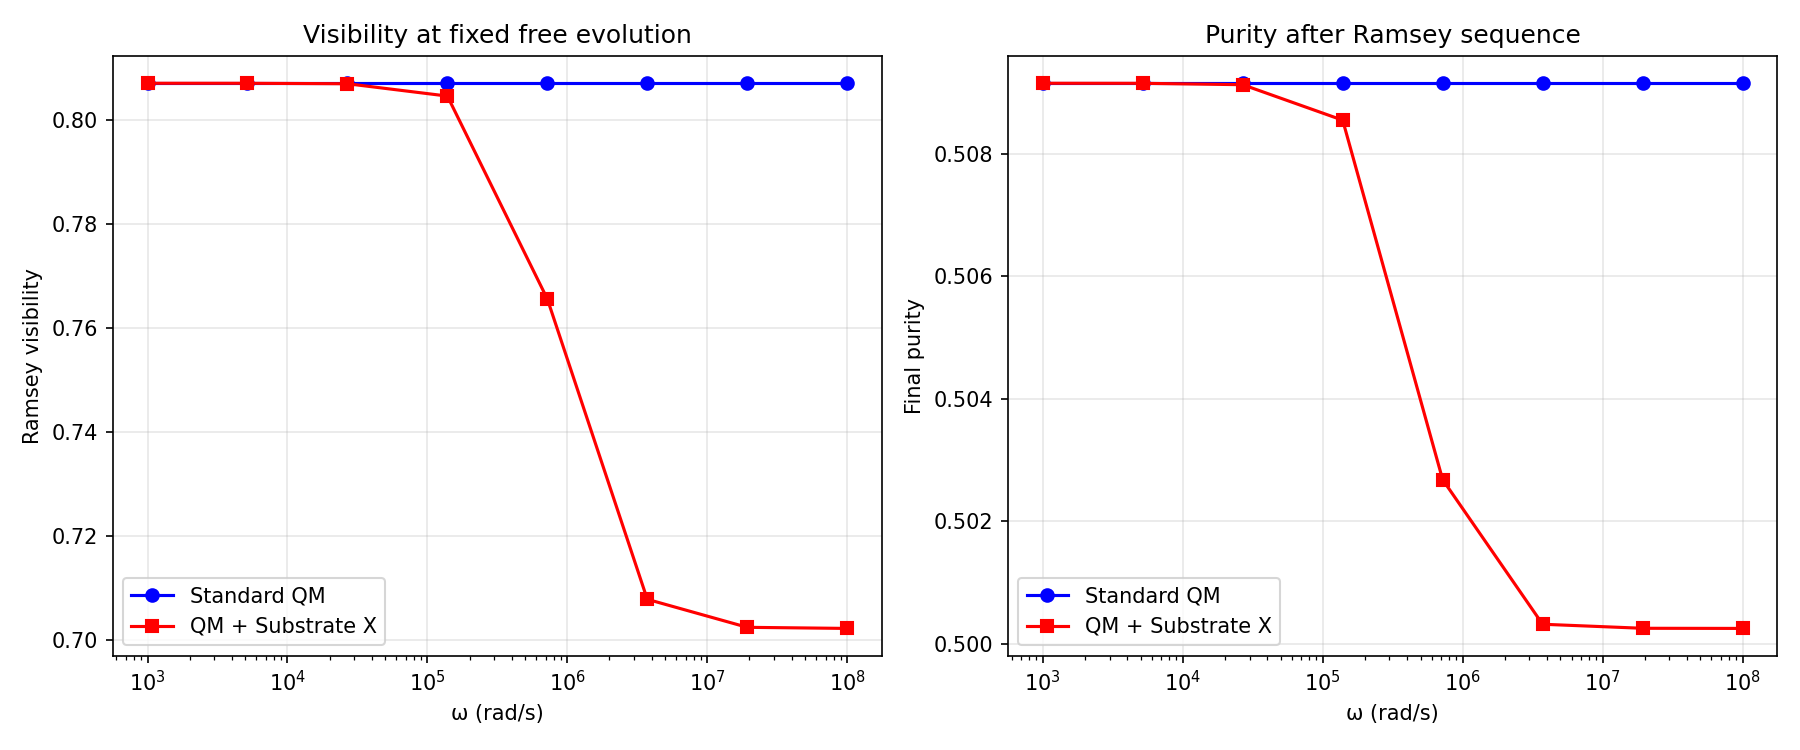 Visibility at fixed free evolution
Ramsey visibility
0.80
0.78
0.76
0.74
0.72
0.70
Standard QM
QM + Substrate X
10³
10⁴
10⁵
10⁶
10⁷
10⁸
ω (rad/s)
Purity after Ramsey sequence
Final purity
0.508
0.506
0.504
0.502
0.500
Standard QM
QM + Substrate X
10³
10⁴
10⁵
10⁶
10⁷
10⁸
ω (rad/s)